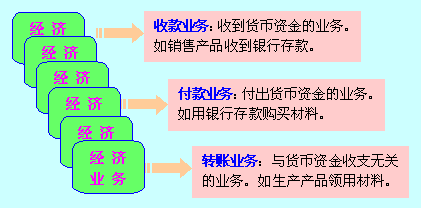 经 济
收款业务：收到货币资金的业务。
如销售产品收到银行存款。
经 济
经 济
经 济
付款业务：付出货币资金的业务。
如用银行存款购买材料。
经 济
经 济
业 务
转账业务：与货币资金收支无关
的业务。如生产产品领用材料。